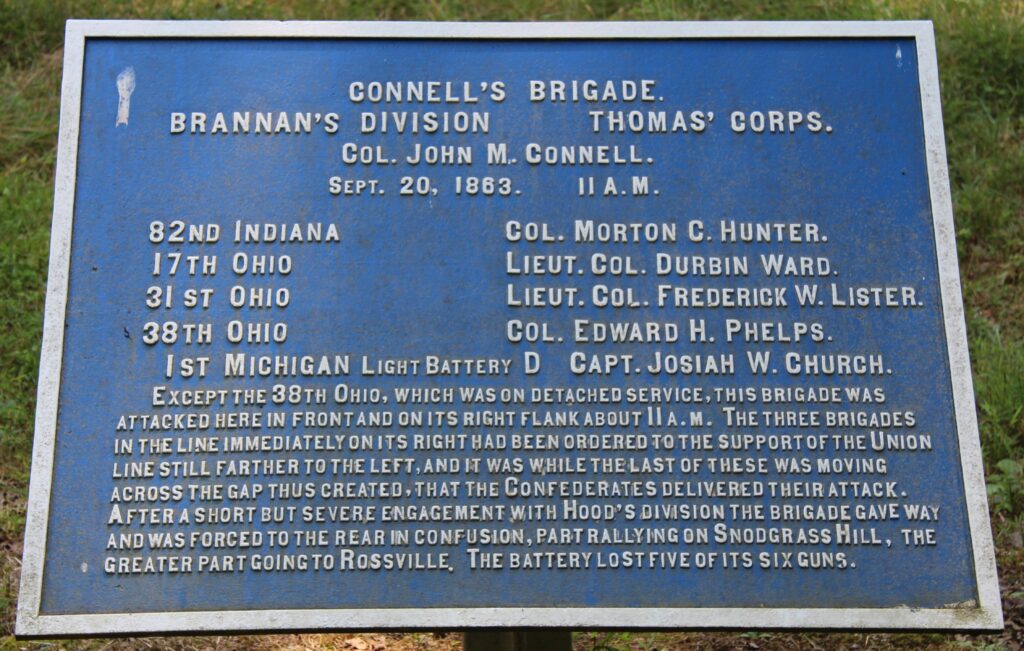 CONNELL'S BRIGADE.
BRANNAN'S DIVISION THOMAS' CORPS.
COL. JOHN M. CONNELL.
SEPT. 20, 1863. 11 A.M.
82ND INDIANA COL. MORTON C. HUNTER.
17TH OHIO LIEUT. COL. DURBIN WARD.
31ST OHIO LIEUT. COL. FREDERICK W. LISTER.
38TH OHIO COL. EDWARD H. PHELPS.
1ST MICHIGAN LIGHT BATTERY D CAPT. JOSIAH W. CHURCH.
EXCEPT THE 38TH OHIO, WHICH WAS ON DETACHED SERVICE, THIS BRIGADE WAS
ATTACKED HERE IN FRONT AND ON ITS RIGHT FLANK ABOUT 11 A.M. THE THREE BRIGADES
IN THE LINE IMMEDIATELY ON ITS RIGHT HAD BEEN ORDERED TO THE SUPPORT OF THE UNION
LINE STILL FARTHER TO THE LEFT, AND IT WAS WHILE THE LAST OF THESE WAS MOVING
ACROSS THE GAP THUS CREATED, THAT THE CONFEDERATES DELIVERED THEIR ATTACK.
AFTER A SHORT BUT SEVERE ENGAGEMENT WITH HOOD'S DIVISION THE BRIGADE GAVE WAY
AND WAS FORCED TO THE REAR IN CONFUSION, PART RALLYING ON SNODGRASS HILL, THE
GREATER PART GOING TO ROSSVILLE. THE BATTERY LOST FIVE OF ITS SIX GUNS.